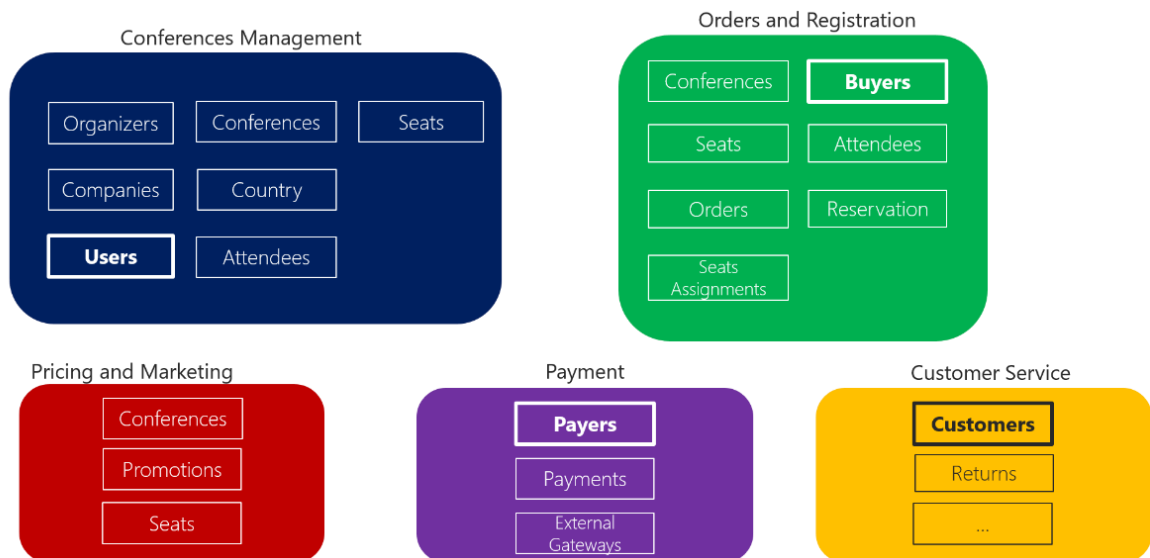 Conferences Management
Organizers
Conferences
Seats
Companies
Country
Users
Attendees
Orders and Registration
Conferences
Buyers
Seats
Attendees
Orders
Reservation
Seats
Assignments
Pricing and Marketing
Conferences
Promotions
Seats
Payment
Payers
Payments
External
Gateways
Customer Service
Customers
Returns
...